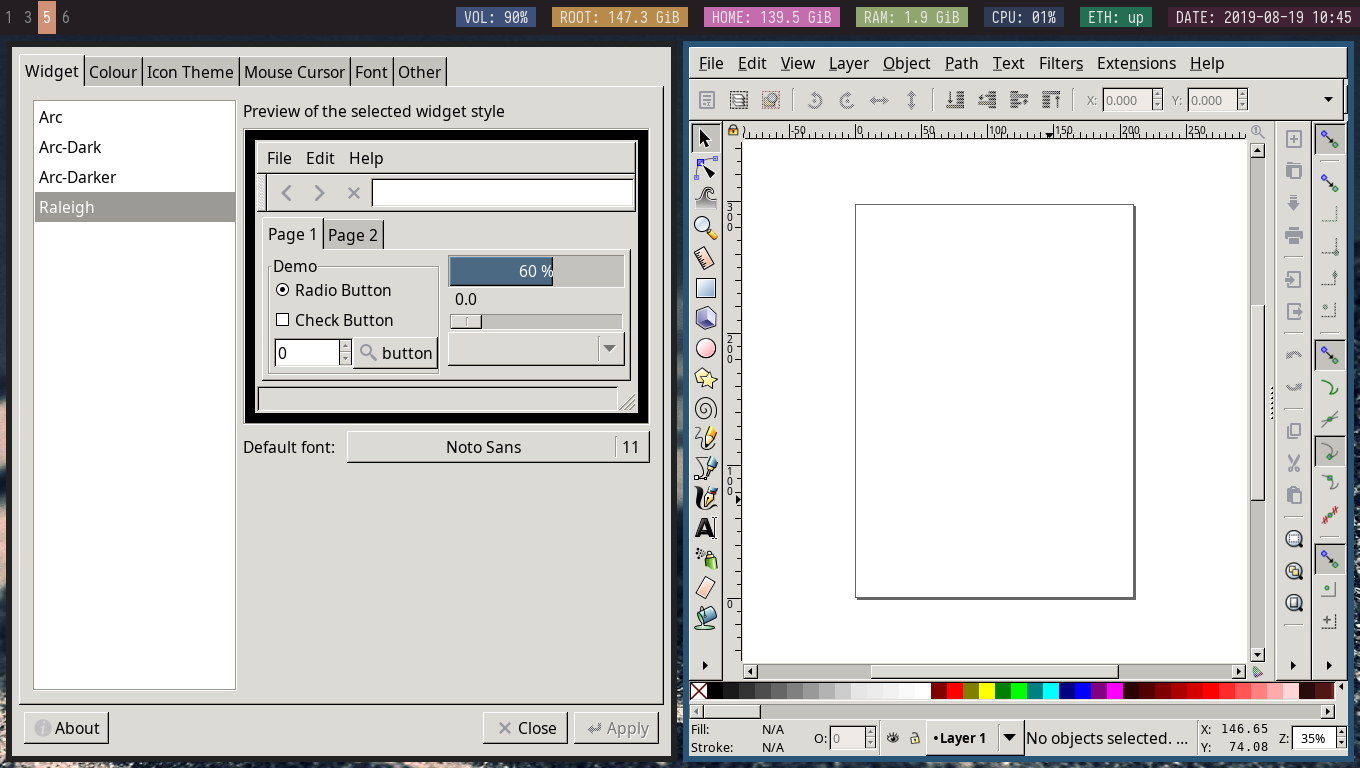 1 3 5 6
VOL: 90% ROOT: 147.3 GiB HOME: 139.5 GiB RAM: 1.9 GiB CPU: 01% ETH: up DATE: 2019-08-19 10:45
Widget Colour Icon Theme Mouse Cursor Font Other
Arc
Arc-Dark
Arc-Darker
Raleigh
Preview of the selected widget style
File Edit Help
Page 1 Page 2
Demo
Radio Button
Check Button
0 button
60 %
0.0
Default font: Noto Sans 11
About Close Apply
File Edit View Layer Object Path Text Filters Extensions Help
X: 0.000 Y: 0.000
-50 0 50 100 150 200 250
300
200
100
0
Fill: N/A
Stroke: N/A
O: 0
•Layer 1
No objects selected. ...
X: 146.65
Y: 74.08
Z: 35%